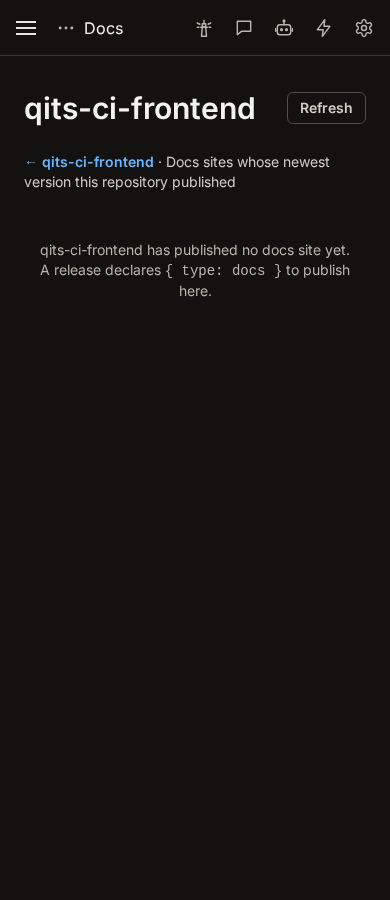 ··· Docs
qits-ci-frontend
Refresh
← qits-ci-frontend · Docs sites whose newest
version this repository published
qits-ci-frontend has published no docs site yet.
A release declares { type: docs } to publish
here.